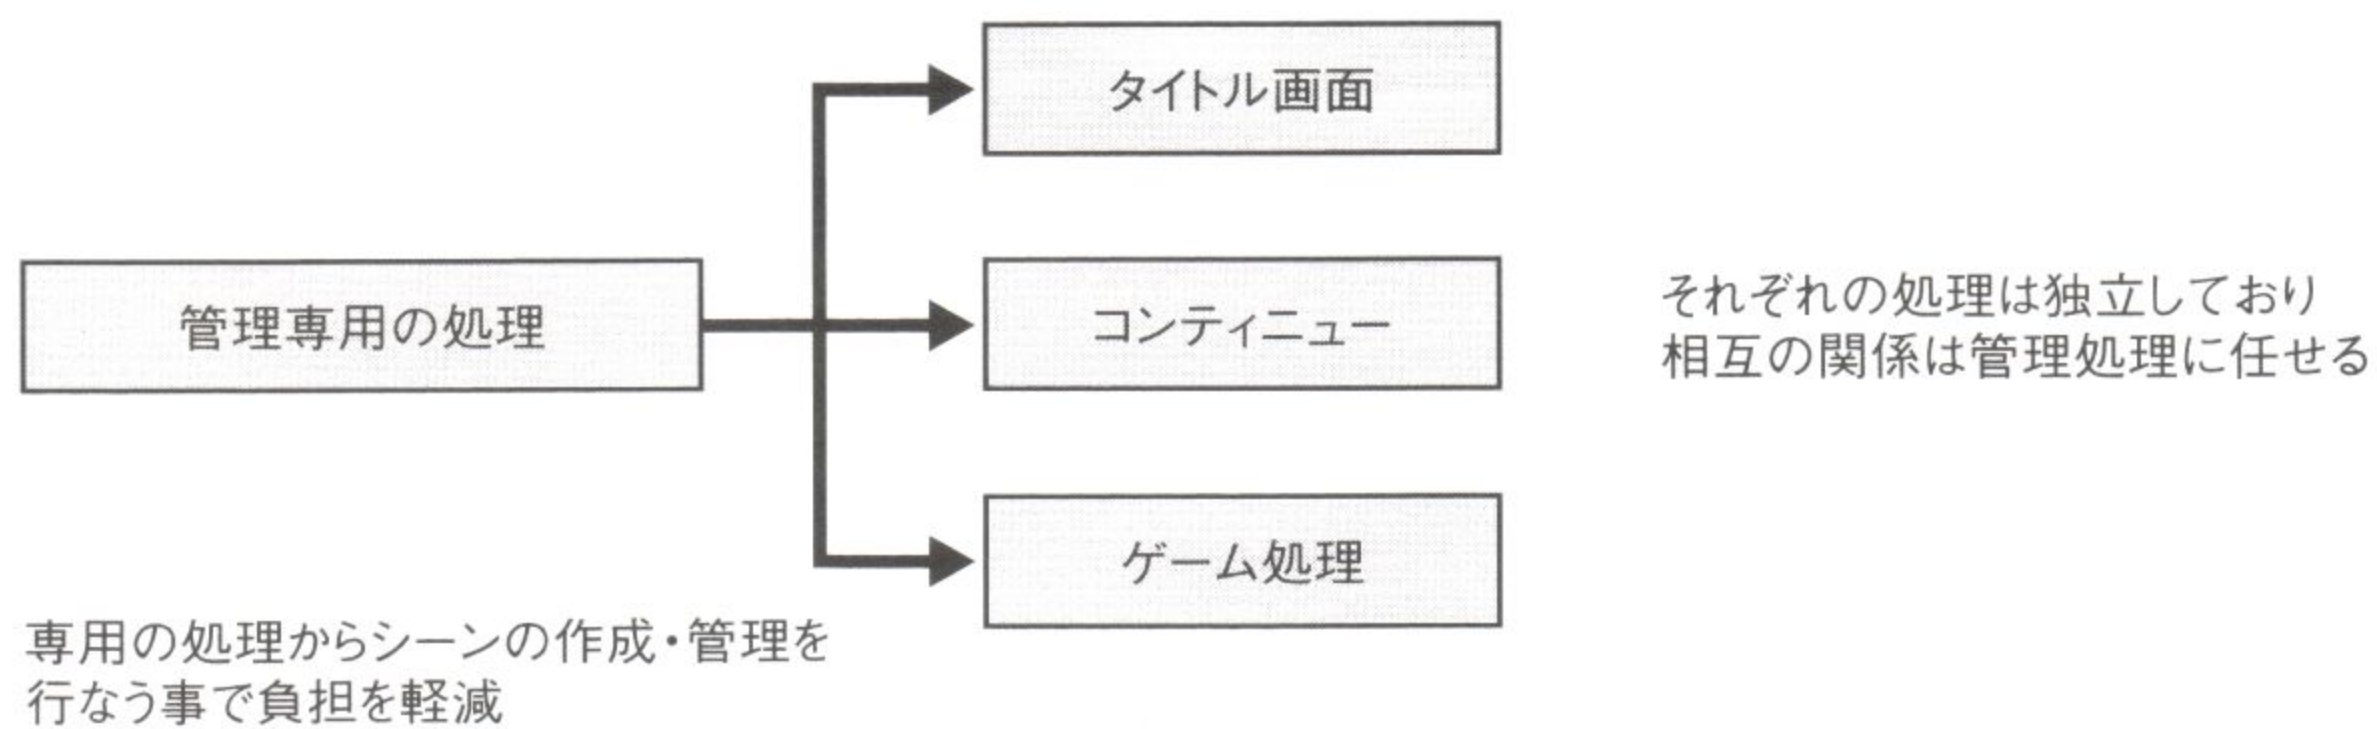 タイトル画面
管理専用の処理
コンティニュー
ゲーム処理
それぞれの処理は独立しており
相互の関係は管理処理に任せる
専用の処理からシーンの作成・管理を
行なう事で負担を軽減